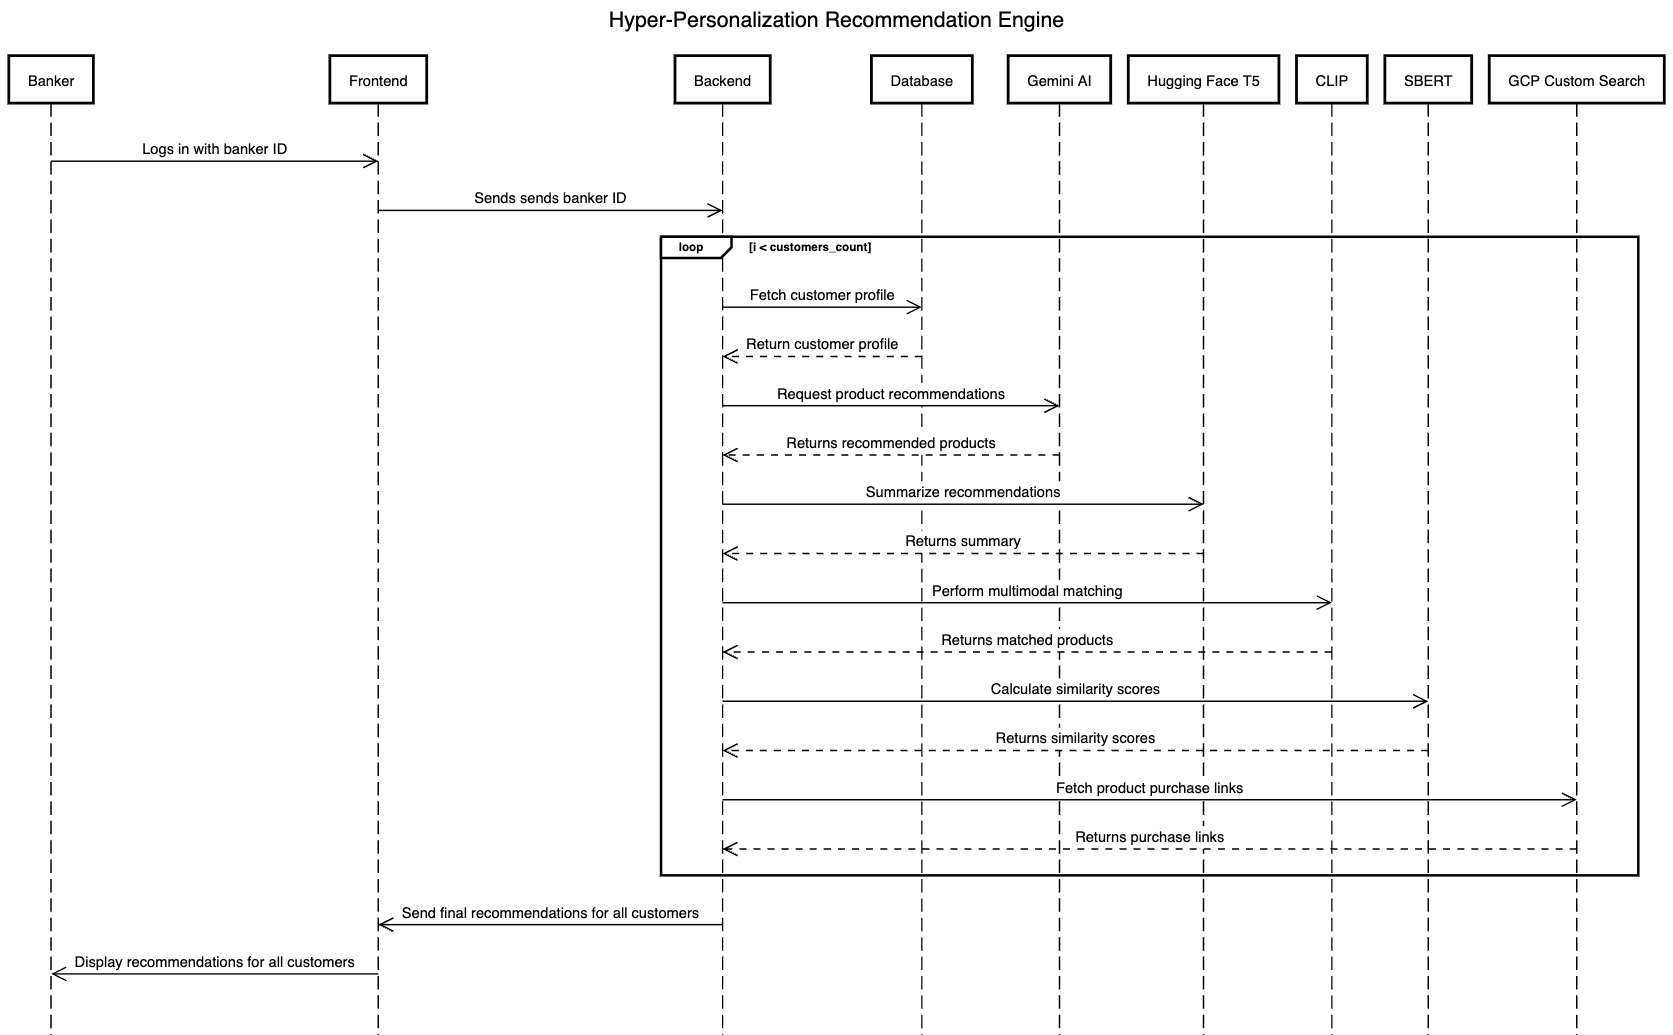 Hyper-Personalization Recommendation Engine
Banker
Frontend
Backend
Database
Gemini AI
Hugging Face T5
CLIP
SBERT
GCP Custom Search
Logs in with banker ID
Sends sends banker ID
loop
[i < customers_count]
Fetch customer profile
Return customer profile
Request product recommendations
Returns recommended products
Summarize recommendations
Returns summary
Perform multimodal matching
Returns matched products
Calculate similarity scores
Returns similarity scores
Fetch product purchase links
Returns purchase links
Send final recommendations for all customers
Display recommendations for all customers